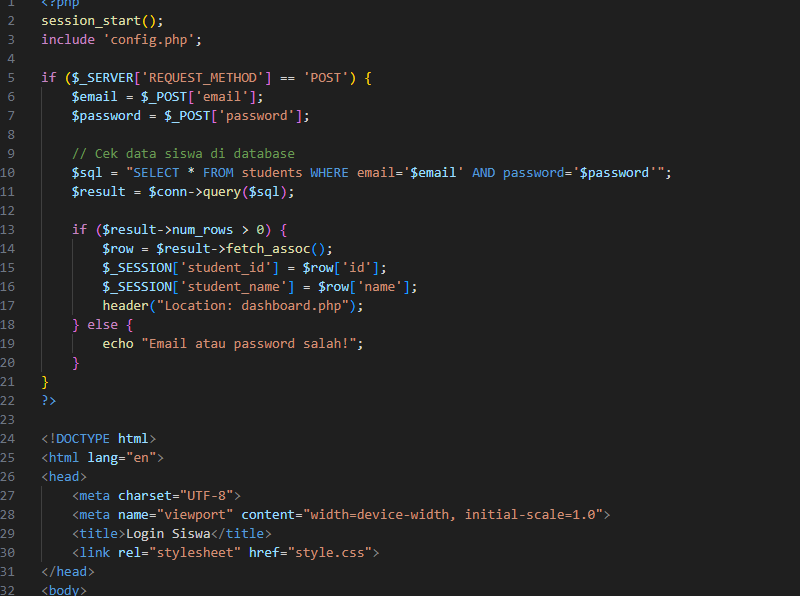 1 <?php
2 session_start();
3 include 'config.php';
4
5 if ($_SERVER['REQUEST_METHOD'] == 'POST') {
6     $email = $_POST['email'];
7     $password = $_POST['password'];
8
9     // Cek data siswa di database
10     $sql = "SELECT * FROM students WHERE email='$email' AND password='$password'";
11     $result = $conn->query($sql);
12
13     if ($result->num_rows > 0) {
14         $row = $result->fetch_assoc();
15         $_SESSION['student_id'] = $row['id'];
16         $_SESSION['student_name'] = $row['name'];
17         header("Location: dashboard.php");
18     } else {
19         echo "Email atau password salah!";
20     }
21 }
22 ?>
23
24 <!DOCTYPE html>
25 <html lang="en">
26 <head>
27     <meta charset="UTF-8">
28     <meta name="viewport" content="width=device-width, initial-scale=1.0">
29     <title>Login Siswa</title>
30     <link rel="stylesheet" href="style.css">
31 </head>
32 <body>